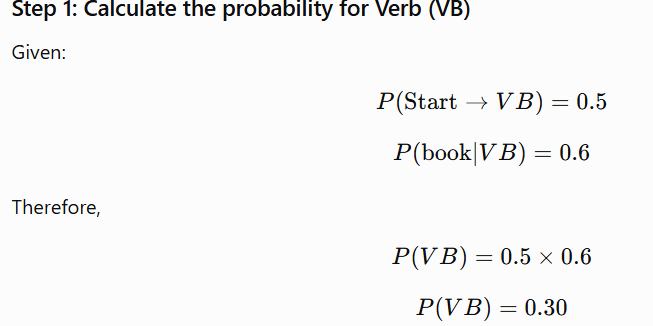 Step 1: Calculate the probability for Verb (VB)
Given:
P(Start → VB) = 0.5
P(book|VB) = 0.6
Therefore,
P(VB) = 0.5 × 0.6
P(VB) = 0.30